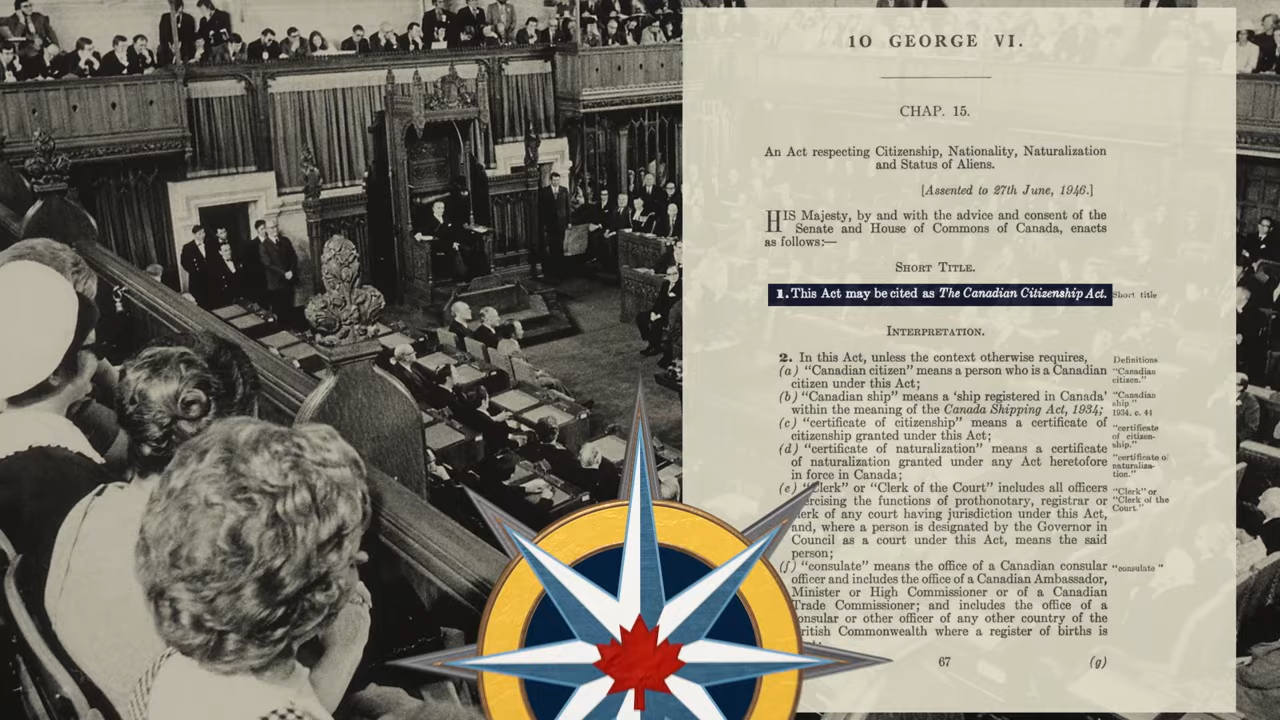 10 GEORGE VI.
CHAP. 15.
An Act respecting Citizenship, Nationality, Naturalization
and Status of Aliens.
[Assented to 27th June, 1946.]
HIS Majesty, by and with the advice and consent of the
Senate and House of Commons of Canada, enacts
as follows:—
SHORT TITLE.
1. This Act may be cited as The Canadian Citizenship Act.
Short title
INTERPRETATION.
2. In this Act, unless the context otherwise requires,
Definitions
(a) “Canadian citizen” means a person who is a Canadian
citizen under this Act;
“Canadian
citizen.”
(b) “Canadian ship” means a ‘ship registered in Canada’
within the meaning of the Canada Shipping Act, 1934;
“Canadian
ship ”
1934, c. 44
(c) “certificate of citizenship” means a certificate of
citizenship granted under this Act;
“certificate
of citizen-
ship.”
(d) “certificate of naturalization” means a certificate
of naturalization granted under any Act heretofore
in force in Canada;
“certificate o
naturaliza-
tion.”
(e) “Clerk” or “Clerk of the Court” includes all officers
ercising the functions of prothonotary, registrar or
lerk of any court having jurisdiction under this Act,
and, where a person is designated by the Governor in
Council as a court under this Act, means the said
person;
“Clerk” or
“Clerk of the
Court.”
(f) “consulate” means the office of a Canadian consular
officer and includes the office of a Canadian Ambassador,
Minister or High Commissioner or of a Canadian
Trade Commissioner; and includes the office of a
onsular or other officer of any other country of the
ritish Commonwealth where a register of births is
“consulate ”
67
(g)